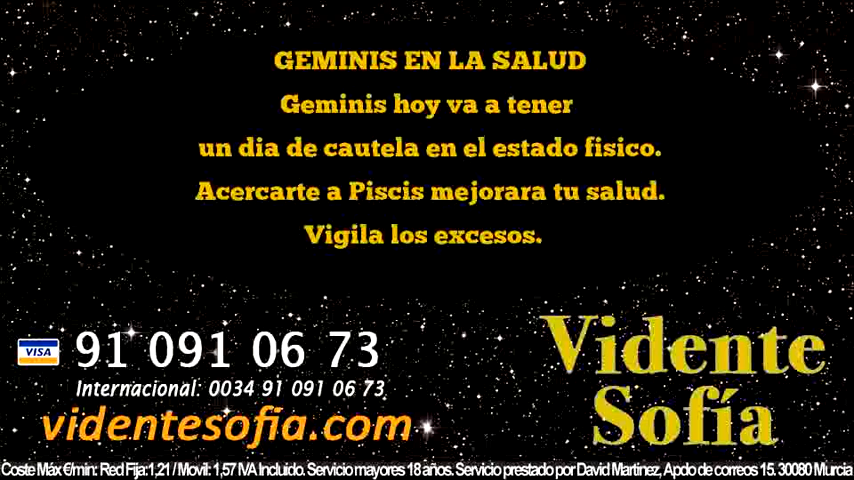 GEMINIS EN LA SALUD
Geminis hoy va a tener
un dia de cautela en el estado fisico.
Acercarte a Piscis mejorara tu salud.
Vigila los excesos.
VISA 91 091 06 73
Internacional: 0034 91 091 06 73
videntesofia.com
Vidente
Sofía
Coste Máx €/min: Red Fija:1,21 / Movil: 1,57 IVA Incluido. Servicio mayores 18 años. Servicio prestado por David Martinez, Apdo de correos 15. 30080 Murcia